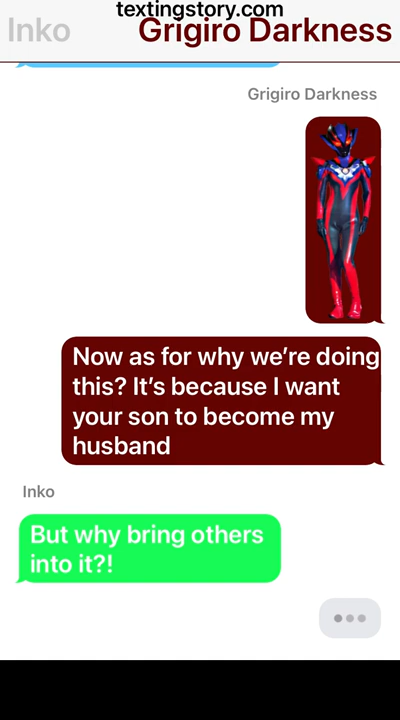 textingstory.com
Inko
Grigiro Darkness
Grigiro Darkness
Now as for why we're doing
this? It's because I want
your son to become my
husband
Inko
But why bring others
into it?!